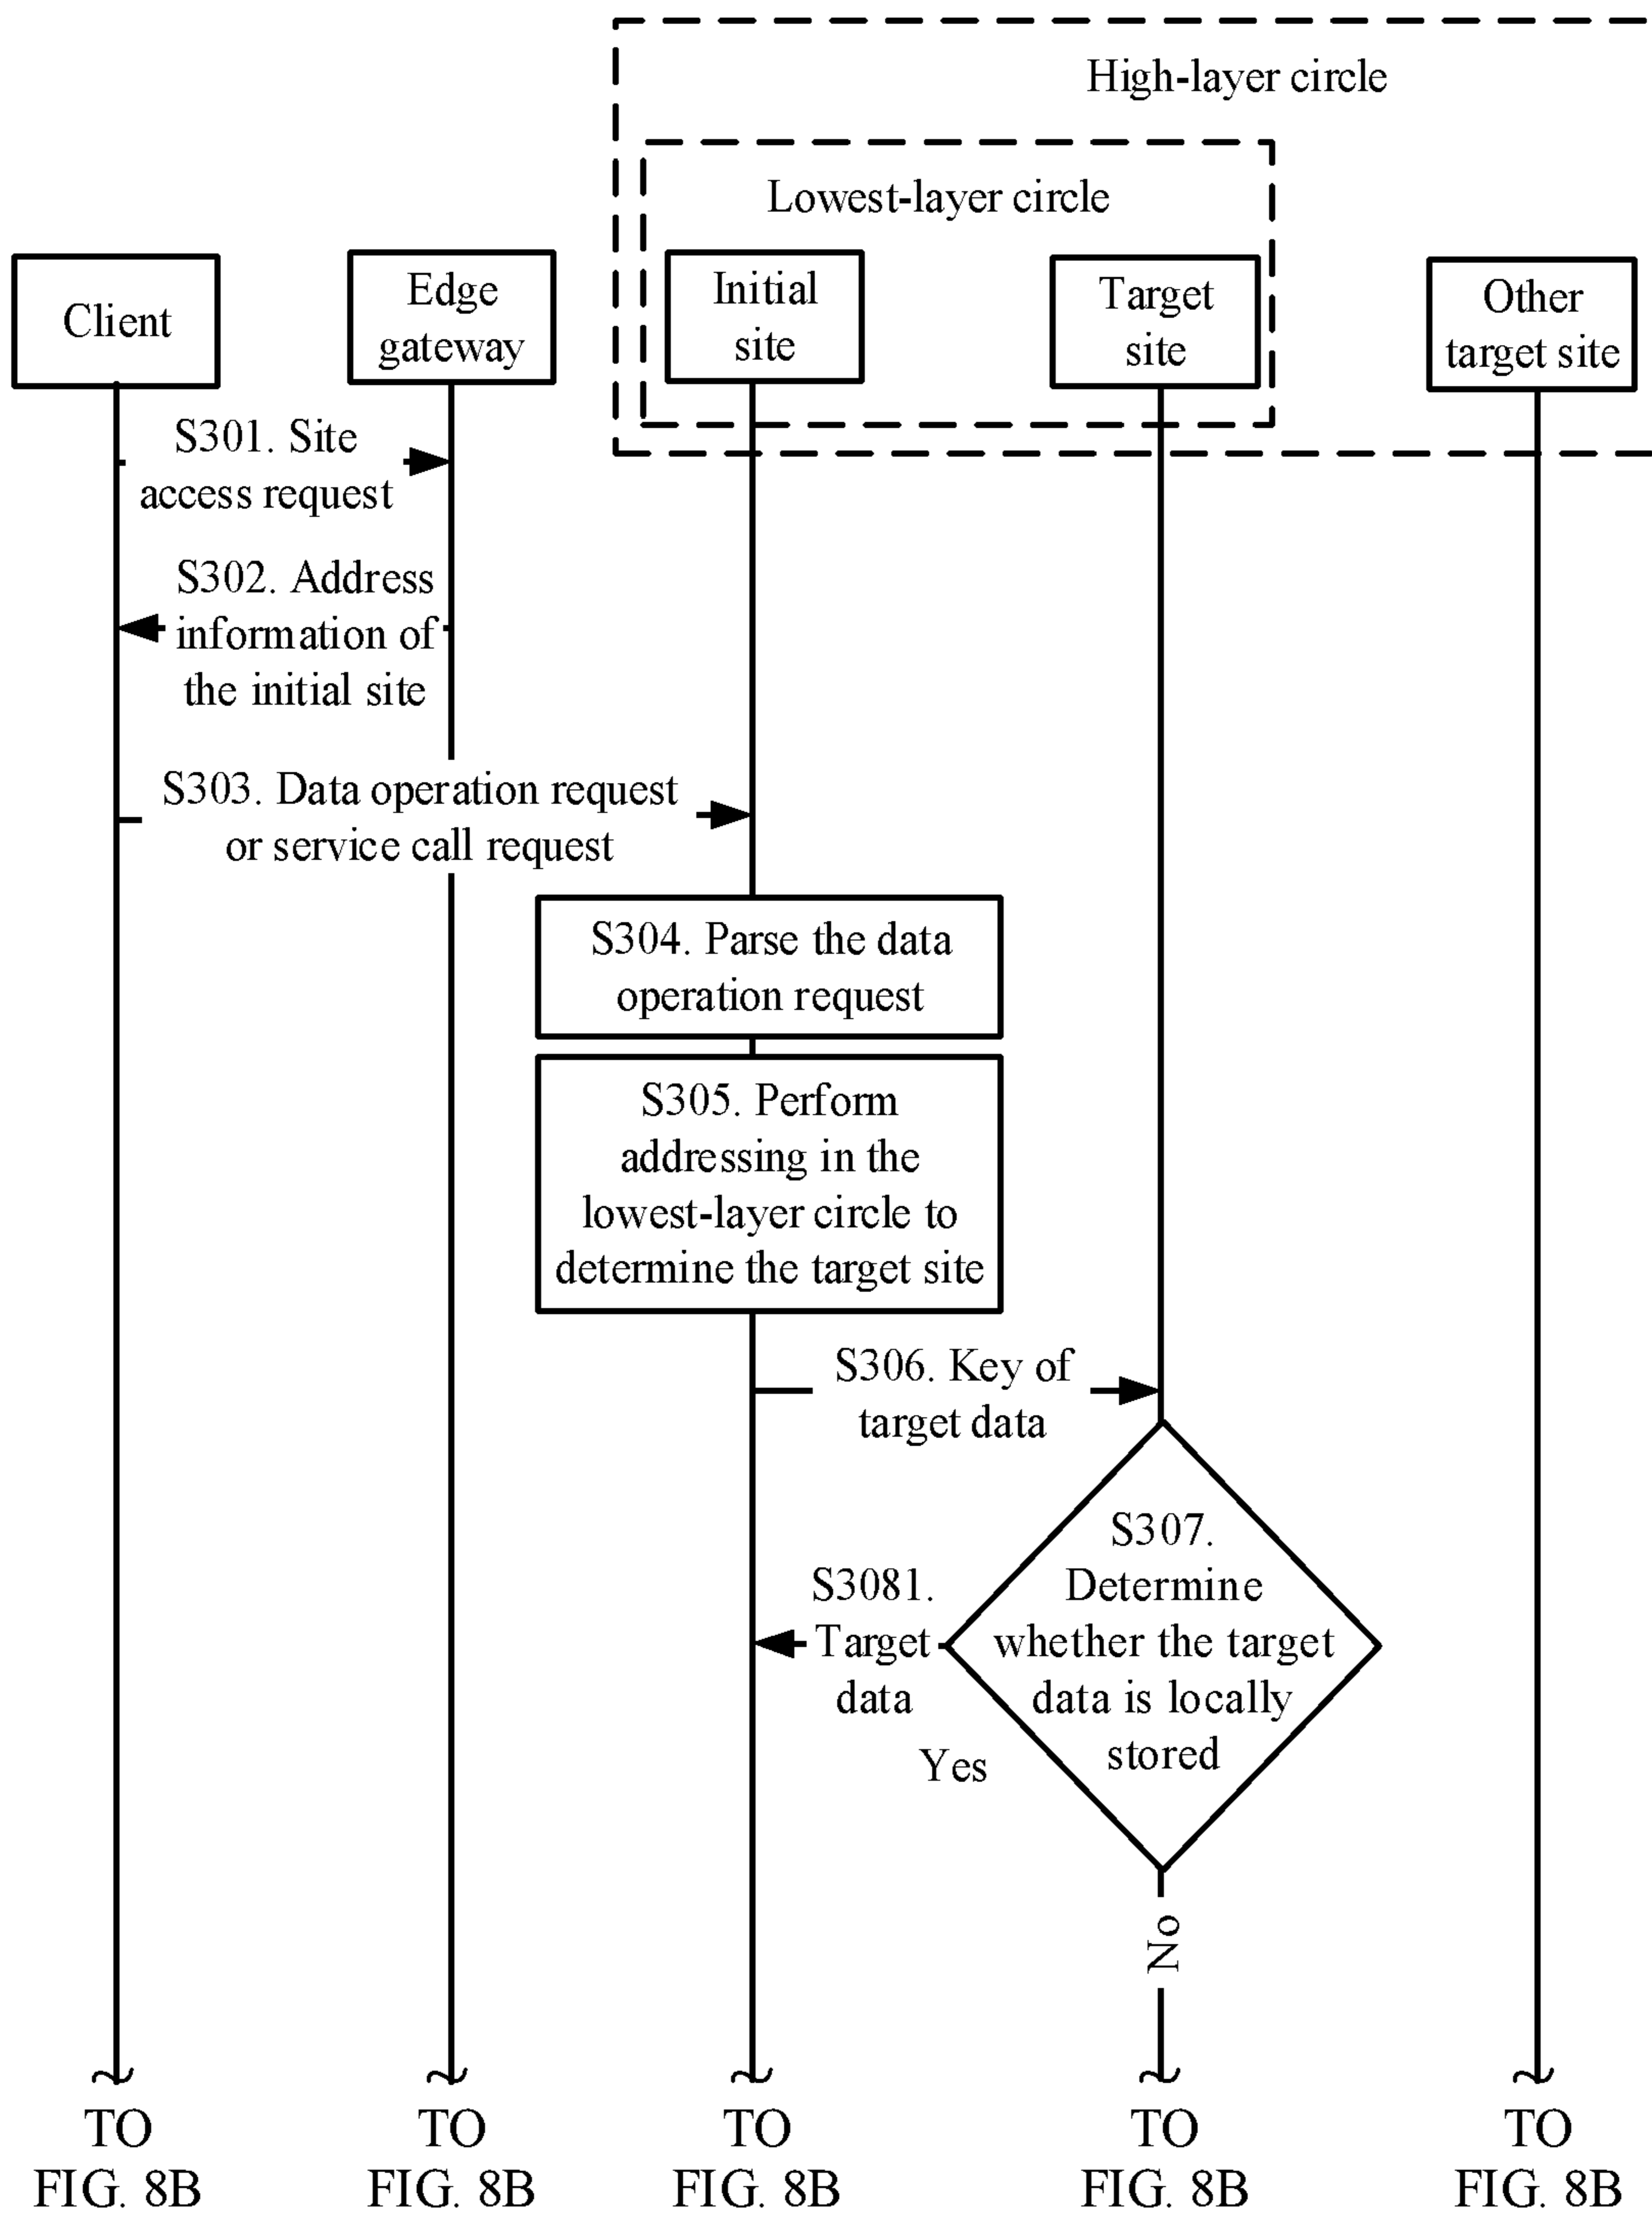 High-layer circle
Lowest-layer circle
Client
Edge
gateway
Initial
site
Target
site
Other
target site
S301. Site
access request
S302. Address
information of
the initial site
S303. Data operation request
or service call request
S304. Parse the data
operation request
S305. Perform
addressing in the
lowest-layer circle to
determine the target site
S306. Key of
target data
S307.
Determine
whether the target
data is locally
stored
S3081.
Target
data
Yes
No
TO
FIG. 8B
TO
FIG. 8B
TO
FIG. 8B
TO
FIG. 8B
TO
FIG. 8B